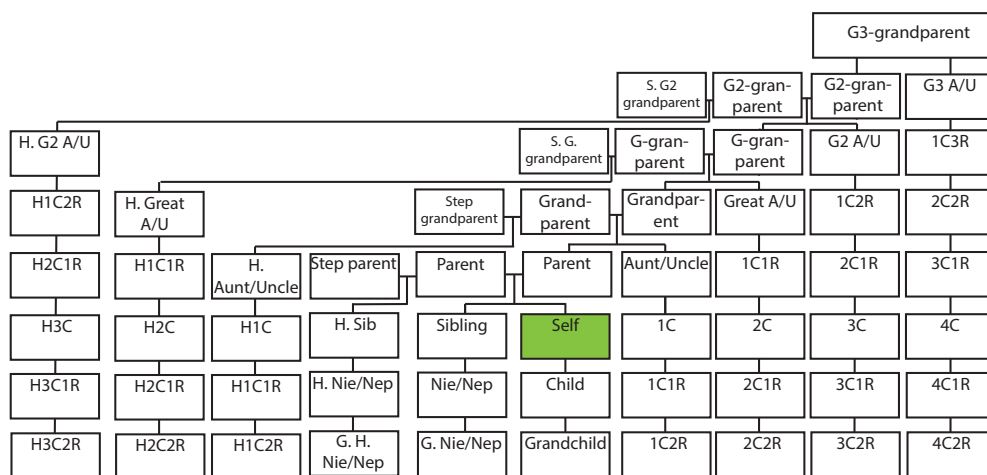 G3-grandparent
S. G2
grandparent
G2-gran-
parent
G2-gran-
parent
G3 A/U
H. G2 A/U
S. G.
grandparent
G-gran-
parent
G-gran-
parent
G2 A/U
1C3R
H1C2R
H. Great
A/U
Step
grandparent
Grand-
parent
Grandpar-
ent
Great A/U
1C2R
2C2R
H2C1R
H1C1R
H.
Aunt/Uncle
Step parent
Parent
Parent
Aunt/Uncle
1C1R
2C1R
3C1R
H3C
H2C
H1C
H. Sib
Sibling
Self
1C
2C
3C
4C
H3C1R
H2C1R
H1C1R
H. Nie/Nep
Nie/Nep
Child
1C1R
2C1R
3C1R
4C1R
H3C2R
H2C2R
H1C2R
G. H.
Nie/Nep
G. Nie/Nep
Grandchild
1C2R
2C2R
3C2R
4C2R